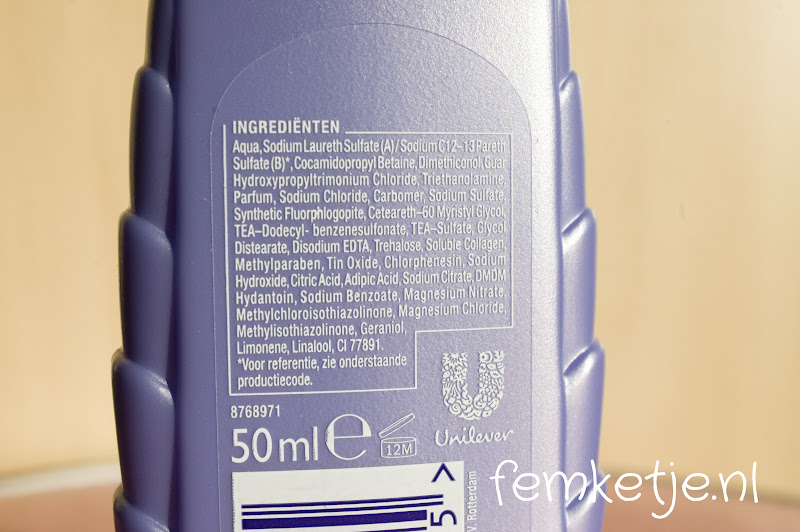 INGREDIËNTEN
Aqua, Sodium Laureth Sulfate (A) / Sodium C12–13 Pareth
Sulfate (B)*, Cocamidopropyl Betaine, Dimethiconol, Guar
Hydroxypropyltrimonium Chloride, Triethanolamine,
Parfum, Sodium Chloride, Carbomer, Sodium Sulfate,
Synthetic Fluorphlogopite, Ceteareth–60 Myristyl Glycol,
TEA–Dodecyl- benzenesulfonate, TEA–Sulfate, Glycol
Distearate, Disodium EDTA, Trehalose, Soluble Collagen,
Methylparaben, Tin Oxide, Chlorphenesin, Sodium
Hydroxide, Citric Acid, Adipic Acid, Sodium Citrate, DMDM
Hydantoin, Sodium Benzoate, Magnesium Nitrate,
Methylchloroisothiazolinone, Magnesium Chloride,
Methylisothiazolinone, Geraniol,
Limonene, Linalool, CI 77891.
*Voor referentie, zie onderstaande
productiecode.
8768971
50 ml e
12M
Unilever
5 >
V Rotterdam
femketje.nl